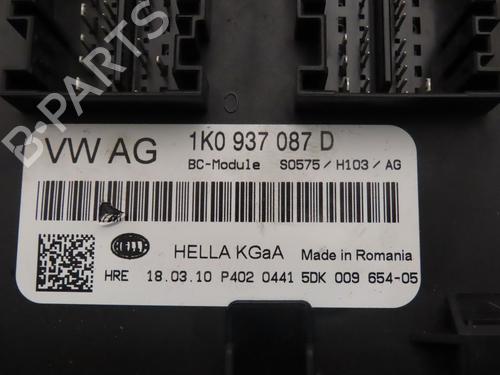 B-PARTS
VW AG 1K0 937 087 D
BC-Module S0575/H103/AG
HELLA
HELLA KGaA Made in Romania
HRE 18.03.10 P402 0441 5DK 009 654-05